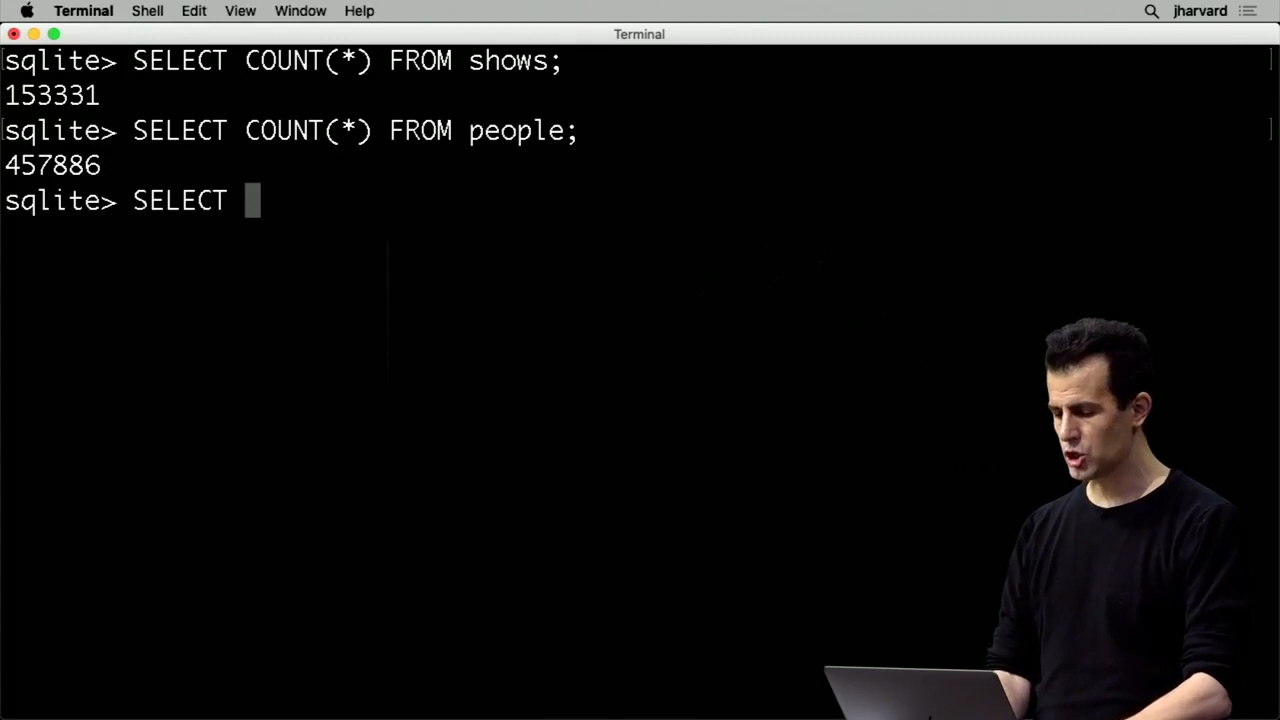 Terminal Shell Edit View Window Help jharvard
Terminal
sqlite> SELECT COUNT(*) FROM shows;
153331
sqlite> SELECT COUNT(*) FROM people;
457886
sqlite> SELECT